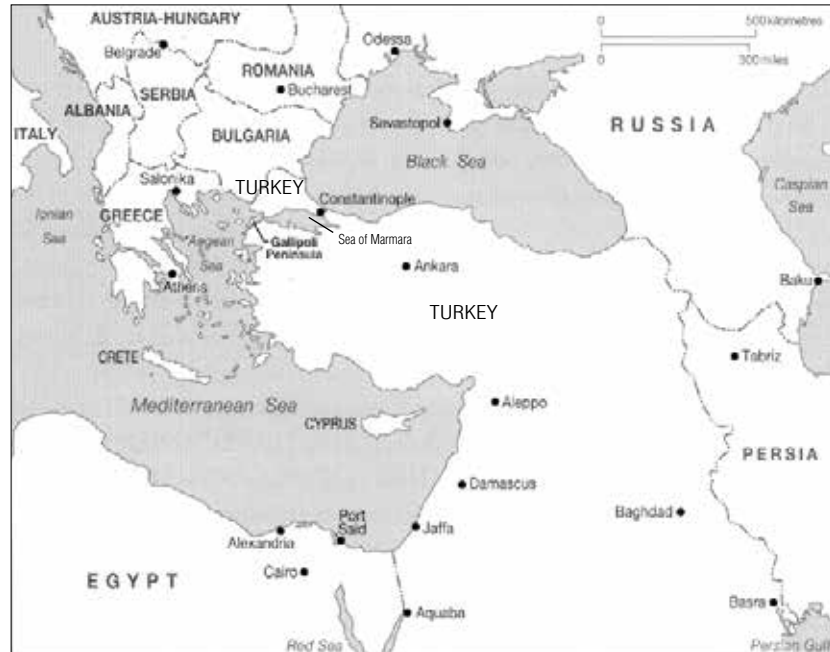 AUSTRIA-HUNGARY
Belgrade
Odessa
0 500 kilometres
0 300 miles
ROMANIA
Bucharest
SERBIA
ALBANIA
ITALY
BULGARIA
Sevastopol
RUSSIA
Black Sea
Caspian
Sea
Salonika
TURKEY
Constantinople
Ionian
Sea
GREECE
Aegean
Sea
Gallipoli
Peninsula
Sea of Marmara
Athens
Ankara
Baku
TURKEY
CRETE
Tabriz
Mediterranean Sea
CYPRUS
Aleppo
PERSIA
Damascus
Baghdad
Port
Said
Jaffa
Alexandria
EGYPT
Cairo
Aquaba
Basra
Red Sea
Persian Gulf